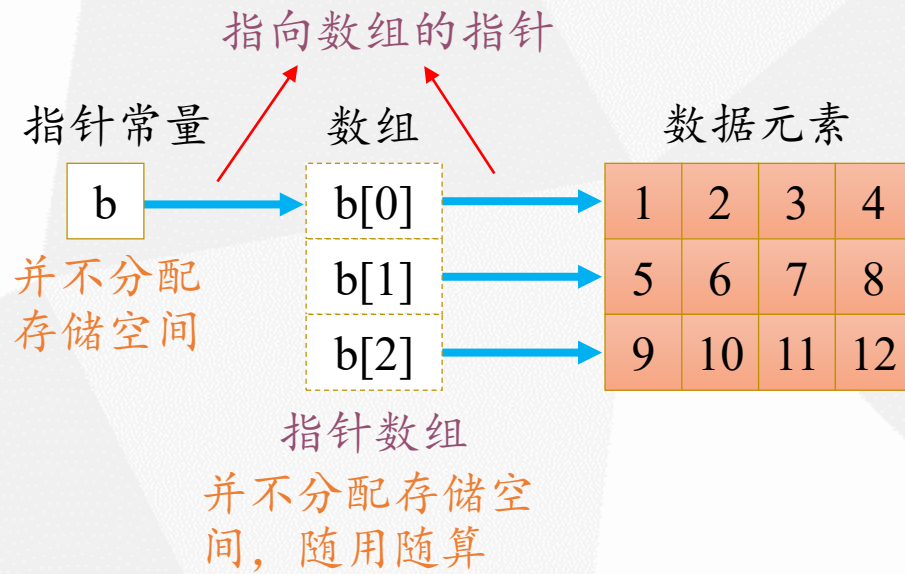 指向数组的指针
指针常量 数组 数据元素
b b[0] 1 2 3 4
并不分配 b[1] 5 6 7 8
存储空间 b[2] 9 10 11 12
指针数组
并不分配存储空
间，随用随算